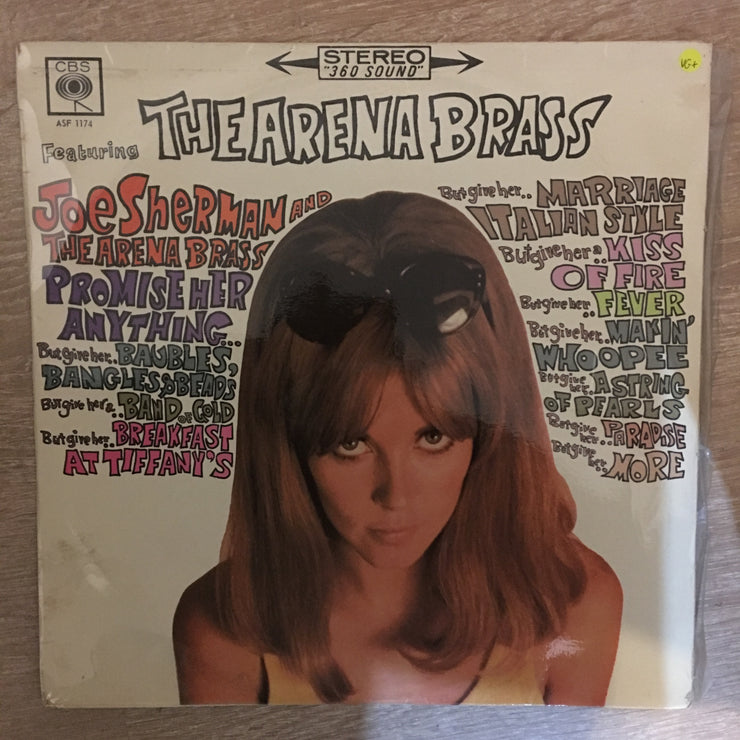 CBS
ASF 1174
STEREO
"360 SOUND"
VG+
THE ARENA BRASS
Featuring
Joe Sherman AND
THE ARENA BRASS
PROMISE HER
ANYTHING...
But give her.. BAUBLES,
BANGLES & BEADS
But give her a.. BAND OF GOLD
But give her.. BREAKFAST
AT TIFFANY'S
But give her.. MARRIAGE
ITALIAN STYLE
But give her a.. KISS
OF FIRE
But give her.. FEVER
But give her.. MAKIN'
WHOOPEE
But give her.. A STRING
OF PEARLS
But give her.. PARADISE
But give her.. MORE